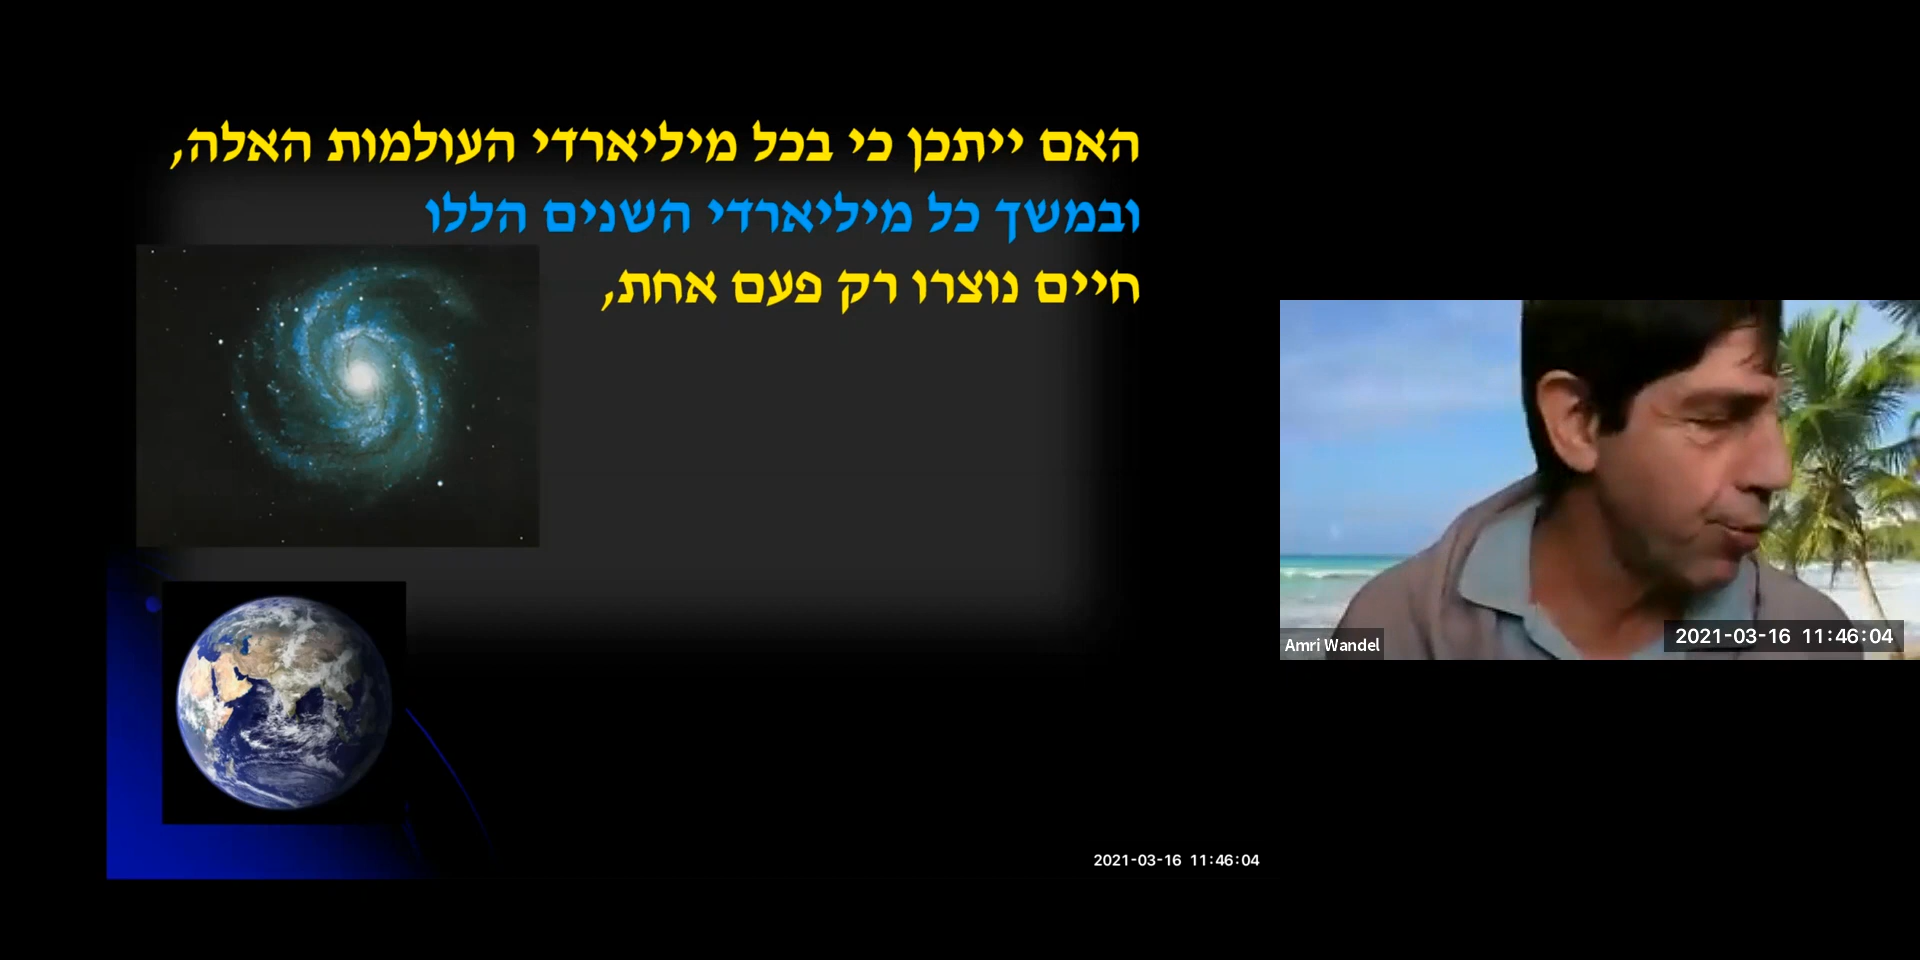 האם ייתכן כי בכל מיליארדי העולמות האלה,
ובמשך כל מיליארדי השנים הללו
חיים נוצרו רק פעם אחת,
Amri Wandel
2021-03-16 11:46:04
2021-03-16 11:46:04